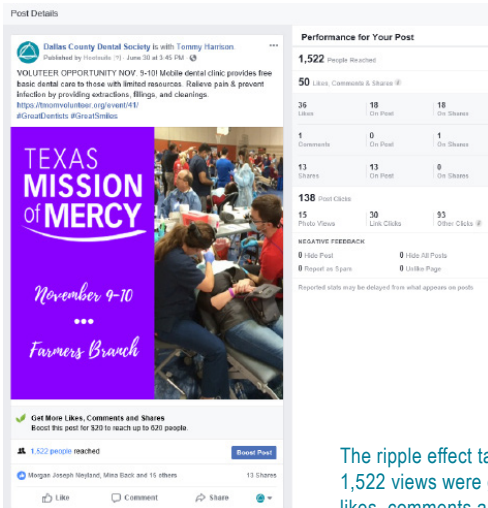 Post Details
Dallas County Dental Society is with Tommy Harrison.
Published by Hootsuite [?] · June 30 at 3:45 PM ·
VOLUTEER OPPORTUNITY NOV. 9-10! Mobile dental clinic provides free
basic dental care to those with limited resources. Relieve pain & prevent
infection by providing extractions, fillings, and cleanings.
https://tmomvolunteer.org/event/41/
#GreatDentists #GreatSmiles
TEXAS
MISSION
of MERCY
November 9-10
Farmers Branch
Get More Likes, Comments and Shares
Boost this post for $20 to reach up to 620 people.
1,522 people reached
Boost Post
Morgan Joseph Neyland, Mina Back and 15 others
13 Shares
Like Comment Share
Performance for Your Post
1,522 People Reached
50 Likes, Comments & Shares
36 18 18
Likes On Post On Shares
1 0 1
Comments On Post On Shares
13 13 0
Shares On Post On Shares
138 Post Clicks
15 30 93
Photo Views Link Clicks Other Clicks
NEGATIVE FEEDBACK
0 Hide Post 0 Hide All Posts
0 Report as Spam 0 Unlike Page
Reported stats may be delayed from what appears on posts
The ripple effect ta
1,522 views were
likes, comments a